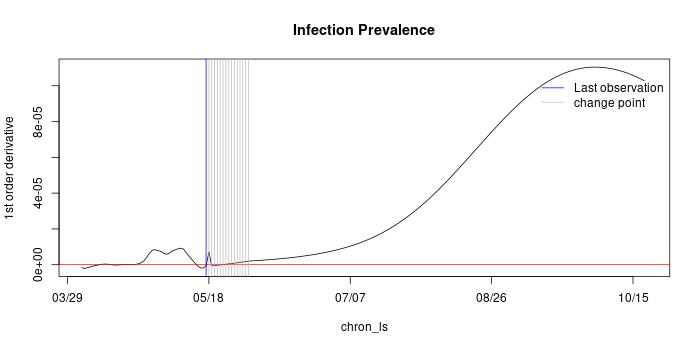 Infection Prevalence
1st order derivative
8e-05
4e-05
0e+00
Last observation
change point
03/29
05/18
07/07
08/26
10/15
chron_ls